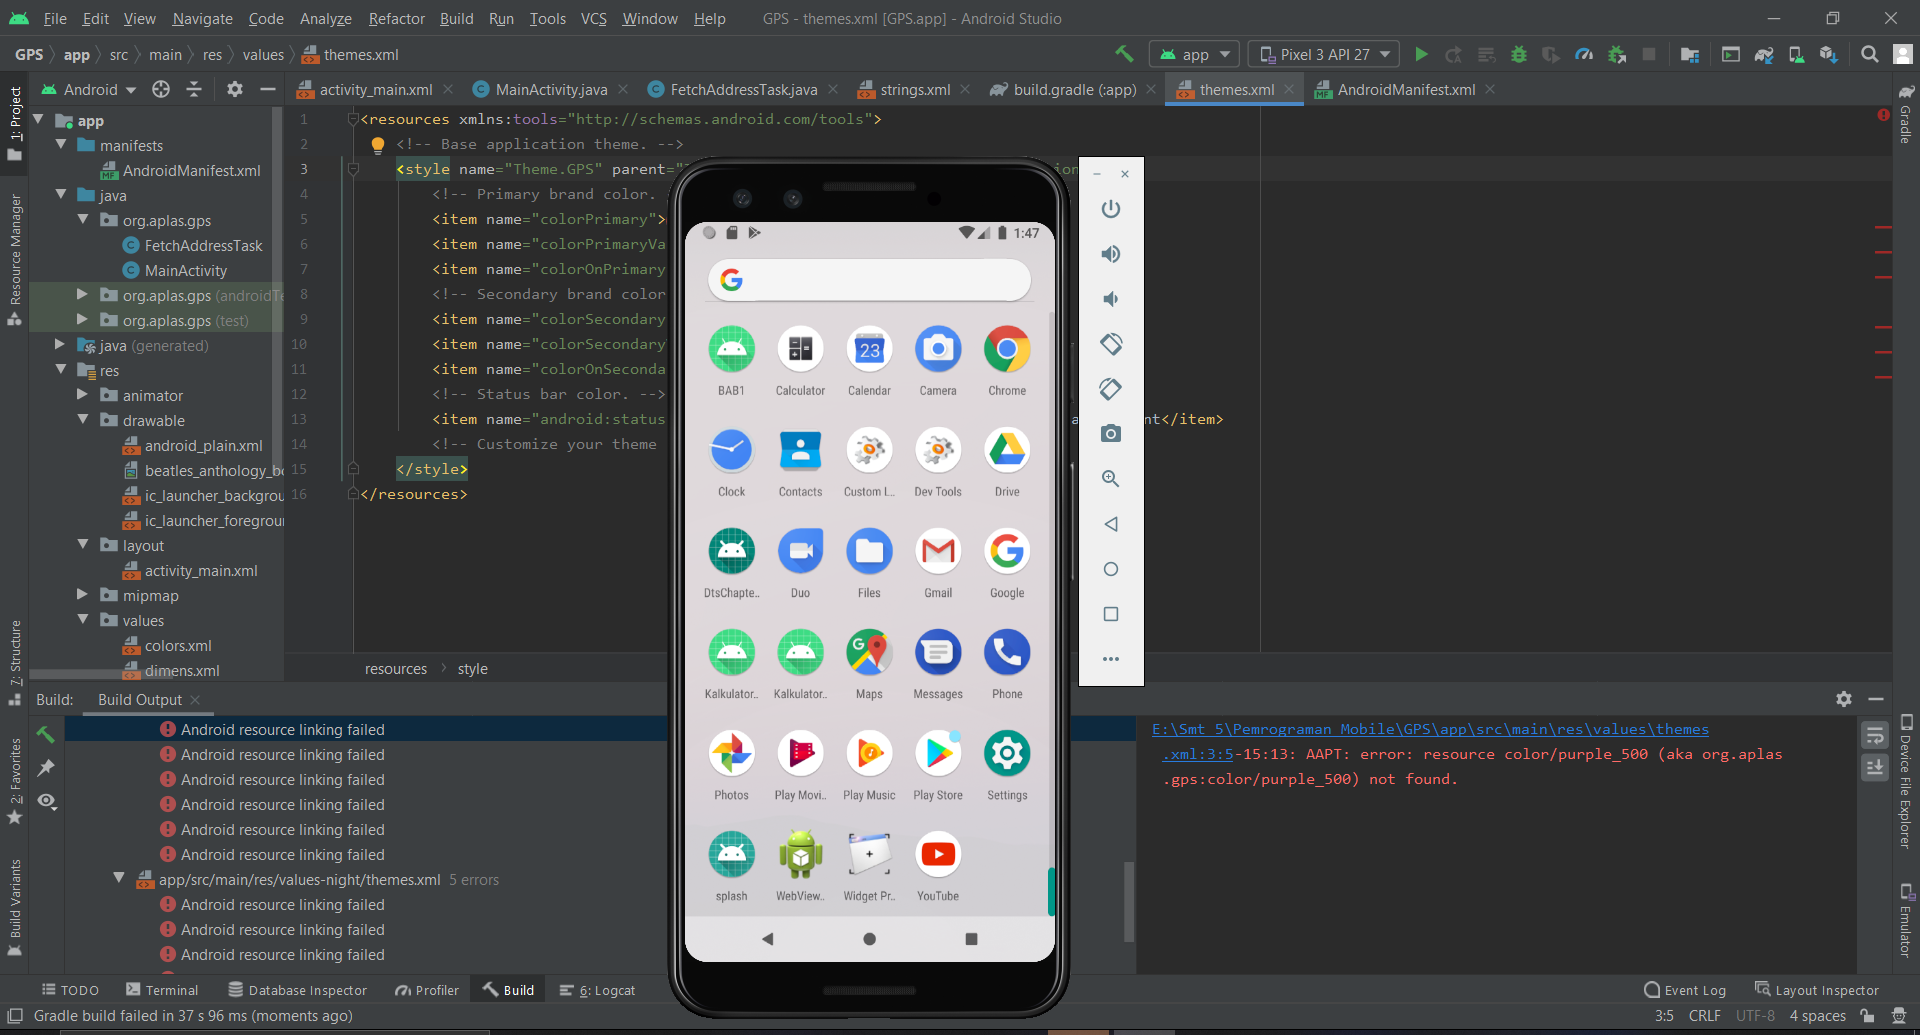 File Edit View Navigate Code Analyze Refactor Build Run Tools VCS Window Help GPS - themes.xml [GPS.app] - Android Studio
GPS app src main res values themes.xml
app Pixel 3 API 27
Android
activity_main.xml MainActivity.java FetchAddressTask.java strings.xml build.gradle (:app) themes.xml AndroidManifest.xml
1: Project
Resource Manager
7: Structure
2: Favorites
Build Variants
app
manifests
AndroidManifest.xml
java
org.aplas.gps
FetchAddressTask
MainActivity
org.aplas.gps (androidTe
org.aplas.gps (test)
java (generated)
res
animator
drawable
android_plain.xml
beatles_anthology_bo
ic_launcher_backgrou
ic_launcher_foregroun
layout
activity_main.xml
mipmap
values
colors.xml
dimens.xml
1 <resources xmlns:tools="http://schemas.android.com/tools">
2 <!-- Base application theme. -->
3 <style name="Theme.GPS" parent=" ion
4 <!-- Primary brand color.
5 <item name="colorPrimary">
6 <item name="colorPrimaryVa
7 <item name="colorOnPrimary
8 <!-- Secondary brand color
9 <item name="colorSecondary
10 <item name="colorSecondary
11 <item name="colorOnSeconda
12 <!-- Status bar color. -->
13 <item name="android:status a nt</item>
14 <!-- Customize your theme
15 </style>
16 </resources>
resources style
1:47
G
23
BAB1 Calculator Calendar Camera Chrome
Clock Contacts Custom L.. Dev Tools Drive
DtsChapte.. Duo Files Gmail Google
Kalkulator.. Kalkulator.. Maps Messages Phone
Photos Play Movi.. Play Music Play Store Settings
splash WebView.. Widget Pr.. YouTube
Build: Build Output
Android resource linking failed
Android resource linking failed
Android resource linking failed
Android resource linking failed
Android resource linking failed
Android resource linking failed
app/src/main/res/values-night/themes.xml 5 errors
Android resource linking failed
Android resource linking failed
Android resource linking failed
E:\Smt 5\Pemrograman Mobile\GPS\app\src\main\res\values\themes
.xml:3:5-15:13: AAPT: error: resource color/purple_500 (aka org.aplas
.gps:color/purple_500) not found.
Gradle
Device File Explorer
Emulator
TODO Terminal Database Inspector Profiler Build 6: Logcat Event Log Layout Inspector
Gradle build failed in 37 s 96 ms (moments ago) 3:5 CRLF UTF-8 4 spaces